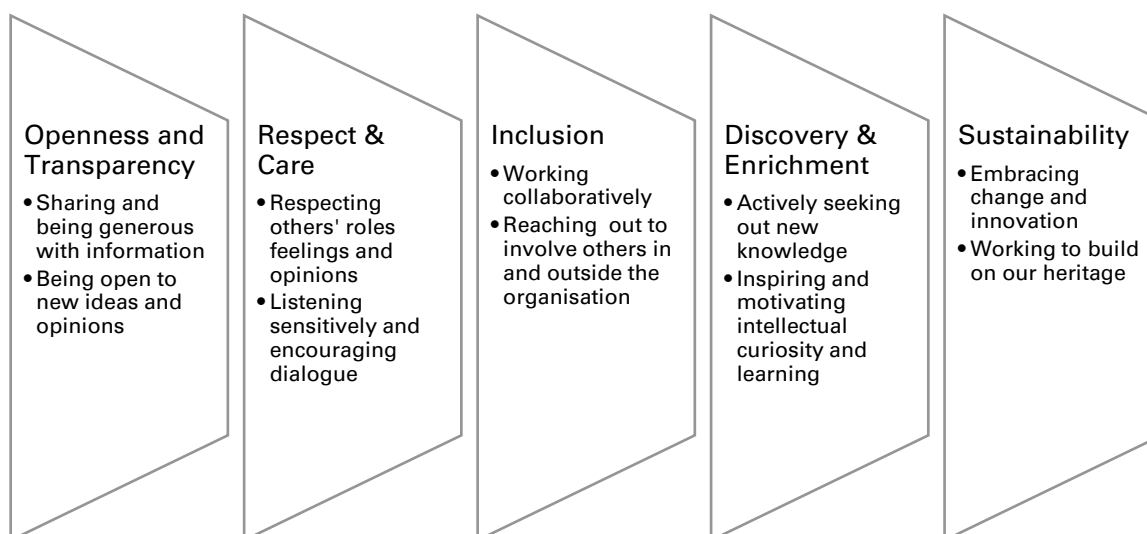 Openness and
Transparency
• Sharing and
being generous
with information
• Being open to
new ideas and
opinions
Respect &
Care
• Respecting
others' roles
feelings and
opinions
• Listening
sensitively and
encouraging
dialogue
Inclusion
• Working
collaboratively
• Reaching  out to
involve others in
and outside the
organisation
Discovery &
Enrichment
• Actively seeking
out new
knowledge
• Inspiring and
motivating
intellectual
curiosity and
learning
Sustainability
• Embracing
change and
innovation
• Working to build
on our heritage